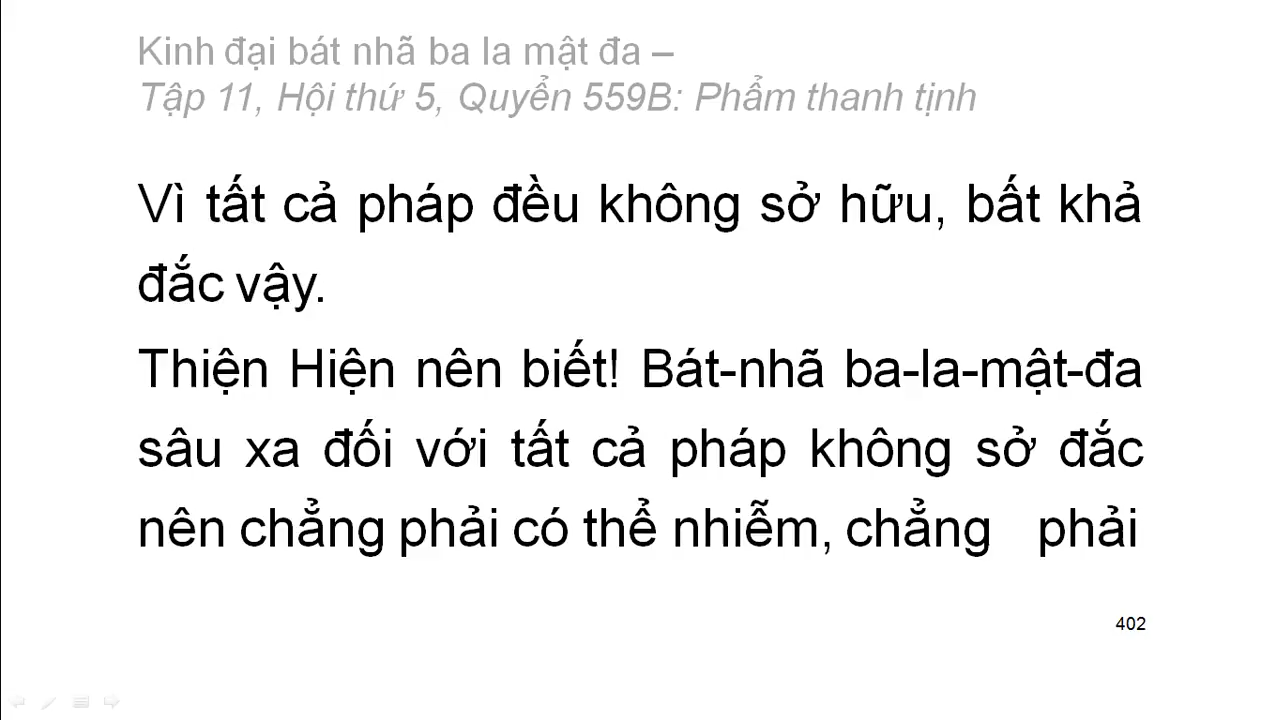 Kinh đại bát nhã ba la mật đa –
Tập 11, Hội thứ 5, Quyển 559B: Phẩm thanh tịnh
Vì tất cả pháp đều không sở hữu, bất khả
đắc vậy.
Thiện Hiện nên biết! Bát-nhã ba-la-mật-đa
sâu xa đối với tất cả pháp không sở đắc
nên chẳng phải có thể nhiễm, chẳng phải
402